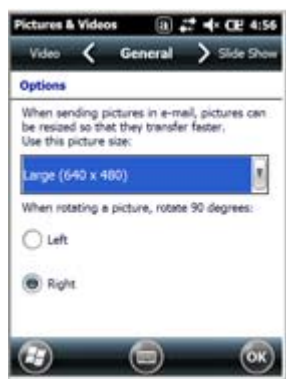 Pictures & Videos 4:56
Video General Slide Show
Options
When sending pictures in e-mail, pictures can
be resized so that they transfer faster.
Use this picture size:
Large (640 x 480)
When rotating a picture, rotate 90 degrees:
Left
Right
OK